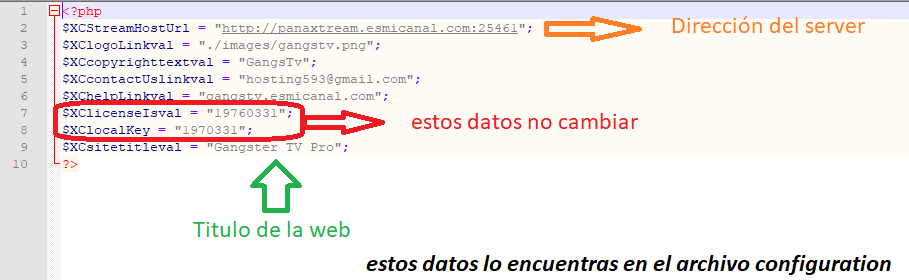 1 <?php
2 $XCStreamHostUrl = "http://panaxtream.esmicanal.com:25461"; Dirección del server
3 $XClogoLinkval = "./images/gangstv.png";
4 $XCcopyrighttextval = "GangsTv";
5 $XCcontactUslinkval = "hosting593@gmail.com";
6 $XChelpLinkval = "gangstv.esmicanal.com";
7 $XClicenseIsval = "19760331"; estos datos no cambiar
8 $XClocalKey = "1970331";
9 $XCsitetitleval = "Gangster TV Pro";
10 ?>
Titulo de la web
estos datos lo encuentras en el archivo configuration